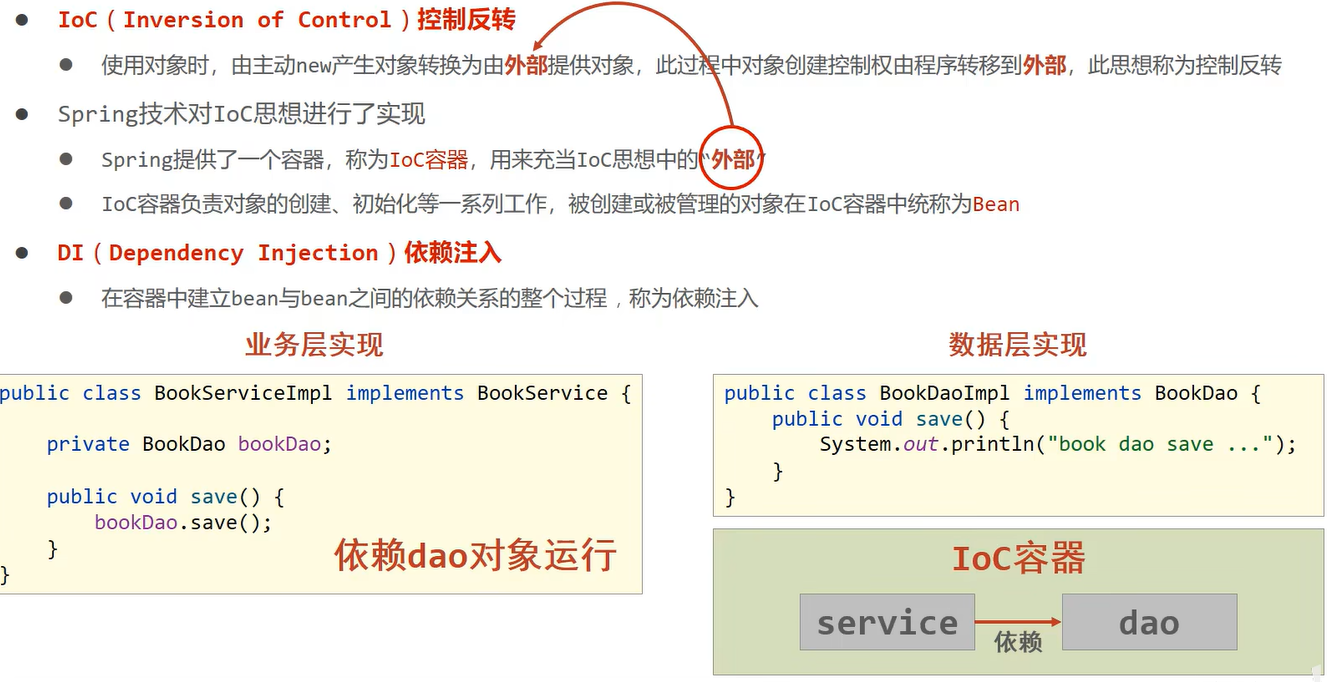 IoC（Inversion of Control）控制反转
使用对象时，由主动new产生对象转换为由外部提供对象，此过程中对象创建控制权由程序转移到外部，此思想称为控制反转
Spring技术对IoC思想进行了实现
Spring提供了一个容器，称为IoC容器，用来充当IoC思想中的“外部”
IoC容器负责对象的创建、初始化等一系列工作，被创建或被管理的对象在IoC容器中统称为Bean
DI（Dependency Injection）依赖注入
在容器中建立bean与bean之间的依赖关系的整个过程，称为依赖注入
业务层实现
public class BookServiceImpl implements BookService {
private BookDao bookDao;
public void save() {
bookDao.save();
}
}
依赖dao对象运行
数据层实现
public class BookDaoImpl implements BookDao {
public void save() {
System.out.println("book dao save ...");
}
}
IoC容器
service
依赖
dao